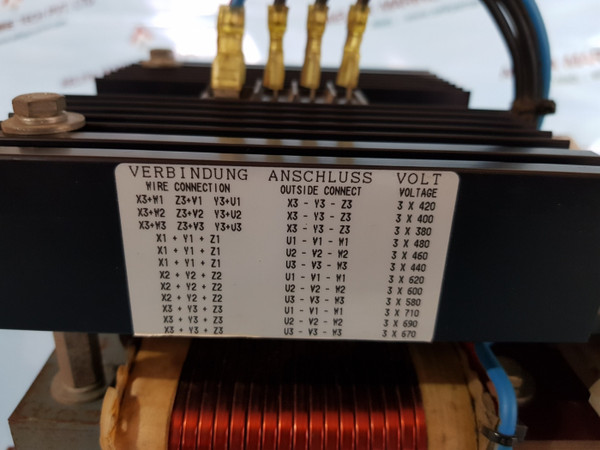 VERBINDUNG ANSCHLUSS VOLT
WIRE CONNECTION OUTSIDE CONNECT VOLTAGE
X3+W1 Z3+V1 Y3+U1 X3 - Y3 - Z3 3 X 420
X3+W2 Z3+V2 Y3+U2 X3 - Y3 - Z3 3 X 400
X3+W3 Z3+V3 Y3+U3 X3 - Y3 - Z3 3 X 380
X1 + Y1 + Z1 U1 - V1 - W1 3 X 480
X1 + Y1 + Z1 U2 - V2 - W2 3 X 460
X1 + Y1 + Z1 U3 - V3 - W3 3 X 440
X2 + Y2 + Z2 U1 - V1 - W1 3 X 620
X2 + Y2 + Z2 U2 - V2 - W2 3 X 600
X2 + Y2 + Z2 U3 - V3 - W3 3 X 580
X3 + Y3 + Z3 U1 - V1 - W1 3 X 710
X3 + Y3 + Z3 U2 - V2 - W2 3 X 690
X3 + Y3 + Z3 U3 - V3 - W3 3 X 670